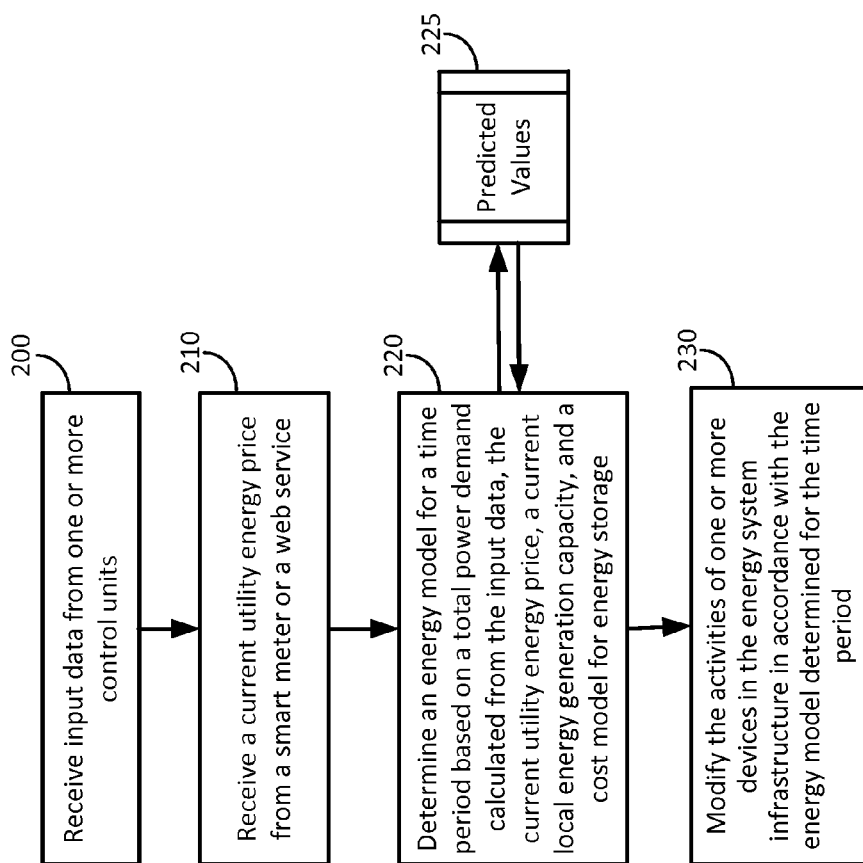 200
Receive input data from one or more
control units
210
Receive a current utility energy price
from a smart meter or a web service
220
Determine an energy model for a time
period based on a total power demand
calculated from the input data, the
current utility energy price, a current
local energy generation capacity, and a
cost model for energy storage
225
Predicted
Values
230
Modify the activities of one or more
devices in the energy system
infrastructure in accordance with the
energy model determined for the time
period